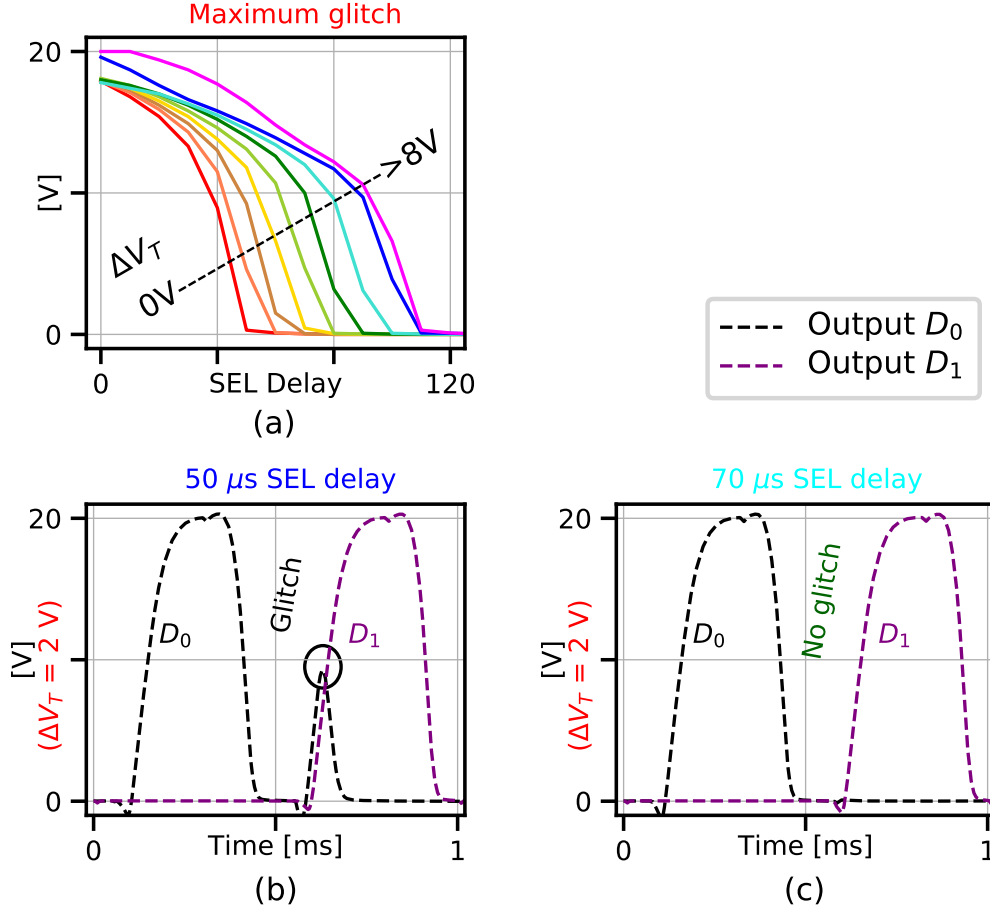 Maximum glitch
20
10
0
[V]
ΔV_T
0V
>8V
0
120
SEL Delay
(a)
Output D_0
Output D_1
50 μs SEL delay
20
0
[V]
(ΔV_T = 2 V)
D_0
Glitch
D_1
0
1
Time [ms]
(b)
70 μs SEL delay
20
0
[V]
(ΔV_T = 2 V)
D_0
No glitch
D_1
0
1
Time [ms]
(c)